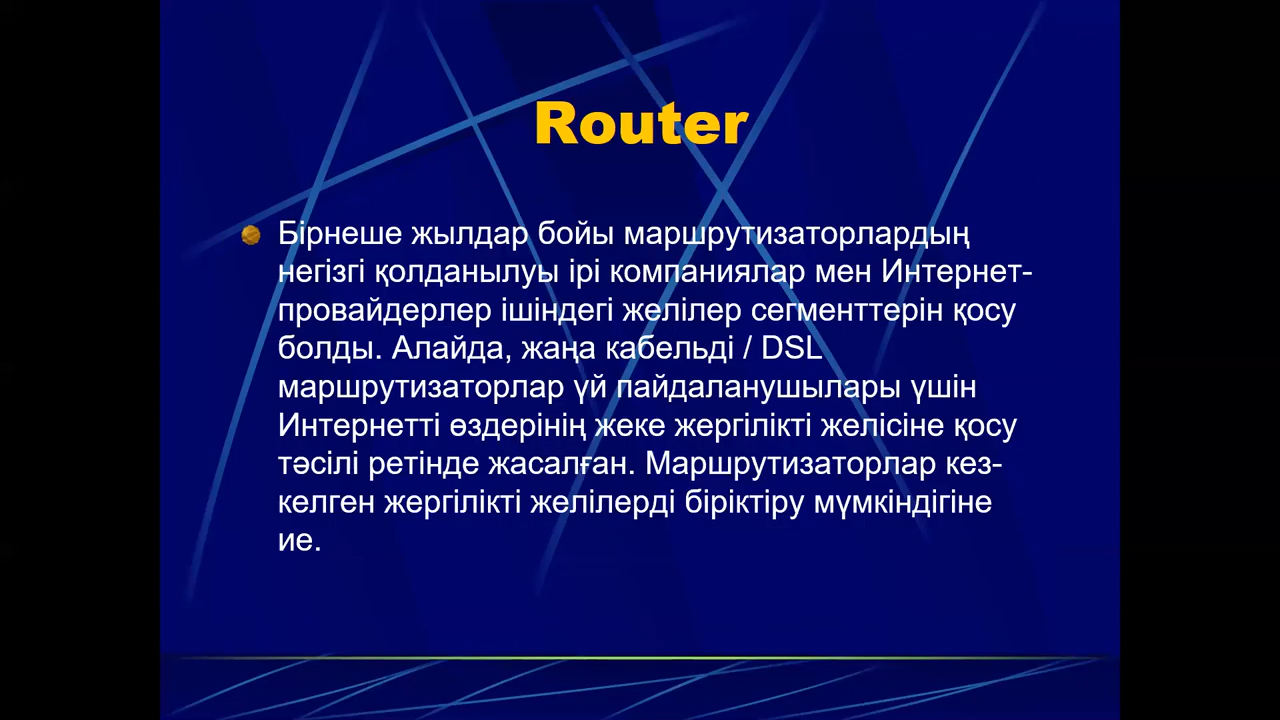 Router
Бірнеше жылдар бойы маршрутизаторлардың
негізгі қолданылуы ірі компаниялар мен Интернет-
провайдерлер ішіндегі желілер сегменттерін қосу
болды. Алайда, жаңа кабельді / DSL
маршрутизаторлар үй пайдаланушылары үшін
Интернетті өздерінің жеке жергілікті желісіне қосу
тәсілі ретінде жасалған. Маршрутизаторлар кез-
келген жергілікті желілерді біріктіру мүмкіндігіне
ие.